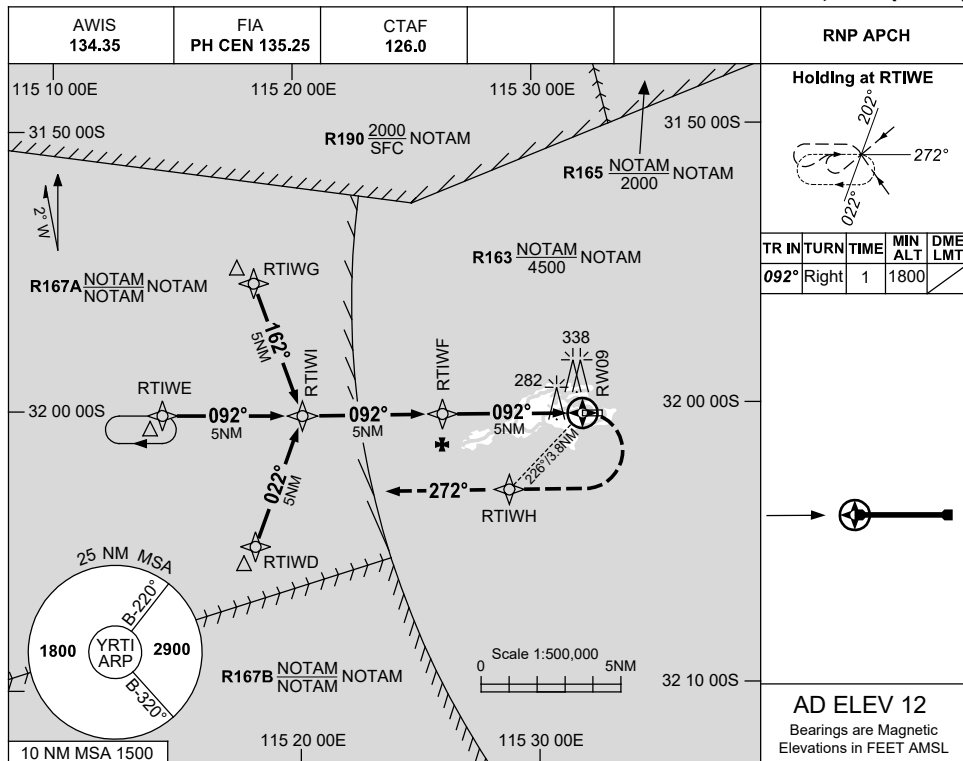 AWIS
134.35
FIA
PH CEN 135.25
CTAF
126.0
RNP APCH
115 10 00E
115 20 00E
115 30 00E
31 50 00S
31 50 00S
R190 2000 NOTAM
SFC
R165 NOTAM NOTAM
2000
2° W
R163 NOTAM NOTAM
4500
R167A NOTAM NOTAM
NOTAM
RTIWG
162°
5NM
RTIWE
RTIWI
RTIWF
RW09
338
282
32 00 00S
32 00 00S
092°
5NM
092°
5NM
092°
5NM
022°
5NM
226°/3.8NM
272°
RTIWH
RTIWD
25 NM MSA
B-220°
1800
YRTI
ARP
2900
B-320°
R167B NOTAM NOTAM
NOTAM
Scale 1:500,000
0
5NM
32 10 00S
10 NM MSA 1500
115 20 00E
115 30 00E
Holding at RTIWE
202°
272°
022°
TR IN TURN TIME MIN ALT DME LMT
092° Right 1 1800
AD ELEV 12
Bearings are Magnetic
Elevations in FEET AMSL